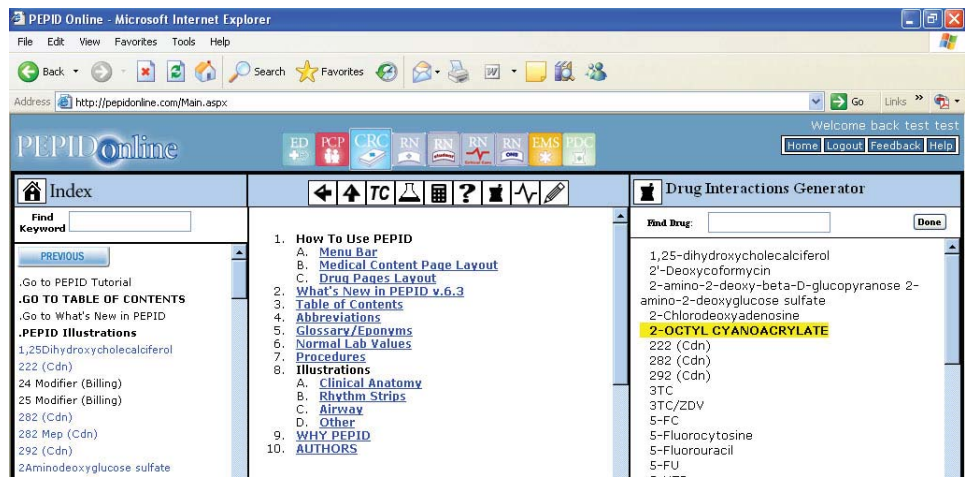 PEPID Online - Microsoft Internet Explorer
File Edit View Favorites Tools Help
Back Search Favorites
Address http://pepidonline.com/Main.aspx Go Links »
PEPIDOnline
ED PCP CRC RN RN RN RN EMS PDC
Welcome back test test
Home Logout Feedback Help
Index
Find
Keyword
PREVIOUS
.Go to PEPID Tutorial
.GO TO TABLE OF CONTENTS
.Go to What's New in PEPID
.PEPID Illustrations
1,25Dihydroxycholecalciferol
222 (Cdn)
24 Modifier (Billing)
25 Modifier (Billing)
282 (Cdn)
282 Mep (Cdn)
292 (Cdn)
2Aminodeoxyglucose sulfate
TC ?
1. How To Use PEPID
A. Menu Bar
B. Medical Content Page Layout
C. Drug Pages Layout
2. What's New in PEPID v.6.3
3. Table of Contents
4. Abbreviations
5. Glossary/Eponyms
6. Normal Lab Values
7. Procedures
8. Illustrations
A. Clinical Anatomy
B. Rhythm Strips
C. Airway
D. Other
9. WHY PEPID
10. AUTHORS
Drug Interactions Generator
Find Drug: Done
1,25-dihydroxycholecalciferol
2'-Deoxycoformycin
2-amino-2-deoxy-beta-D-glucopyranose 2-
amino-2-deoxyglucose sulfate
2-Chlorodeoxyadenosine
2-OCTYL CYANOACRYLATE
222 (Cdn)
282 (Cdn)
292 (Cdn)
3TC
3TC/ZDV
5-FC
5-Fluorocytosine
5-Fluorouracil
5-FU